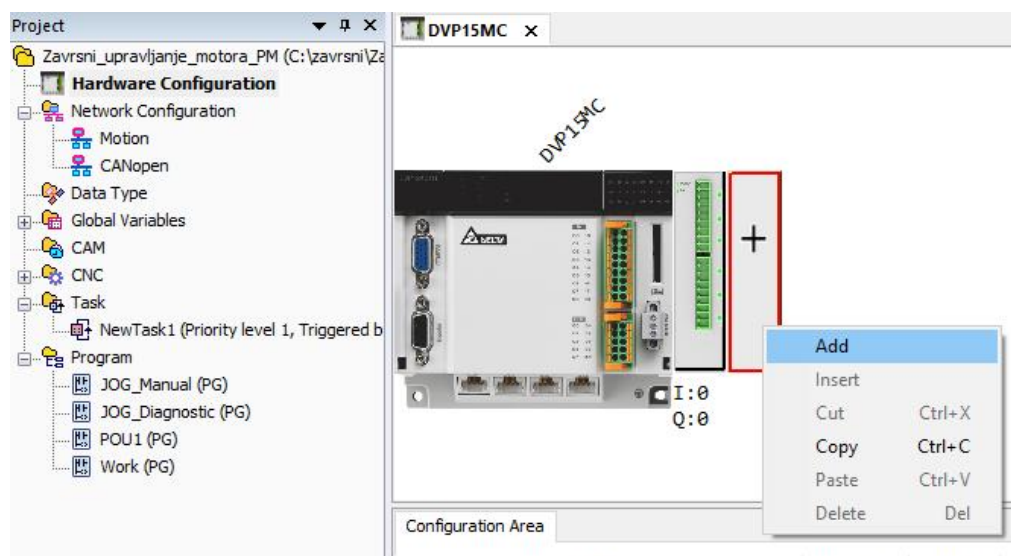 Project
Zavrsni_upravljanje_motora_PM (C:\zavrsni\Za
Hardware Configuration
Network Configuration
Motion
CANopen
Data Type
Global Variables
CAM
CNC
Task
NewTask1 (Priority level 1, Triggered b
Program
JOG_Manual (PG)
JOG_Diagnostic (PG)
POU1 (PG)
Work (PG)
DVP15MC
DVP15MC
DELTA
I:0
Q:0
Add
Insert
Cut Ctrl+X
Copy Ctrl+C
Paste Ctrl+V
Delete Del
Configuration Area